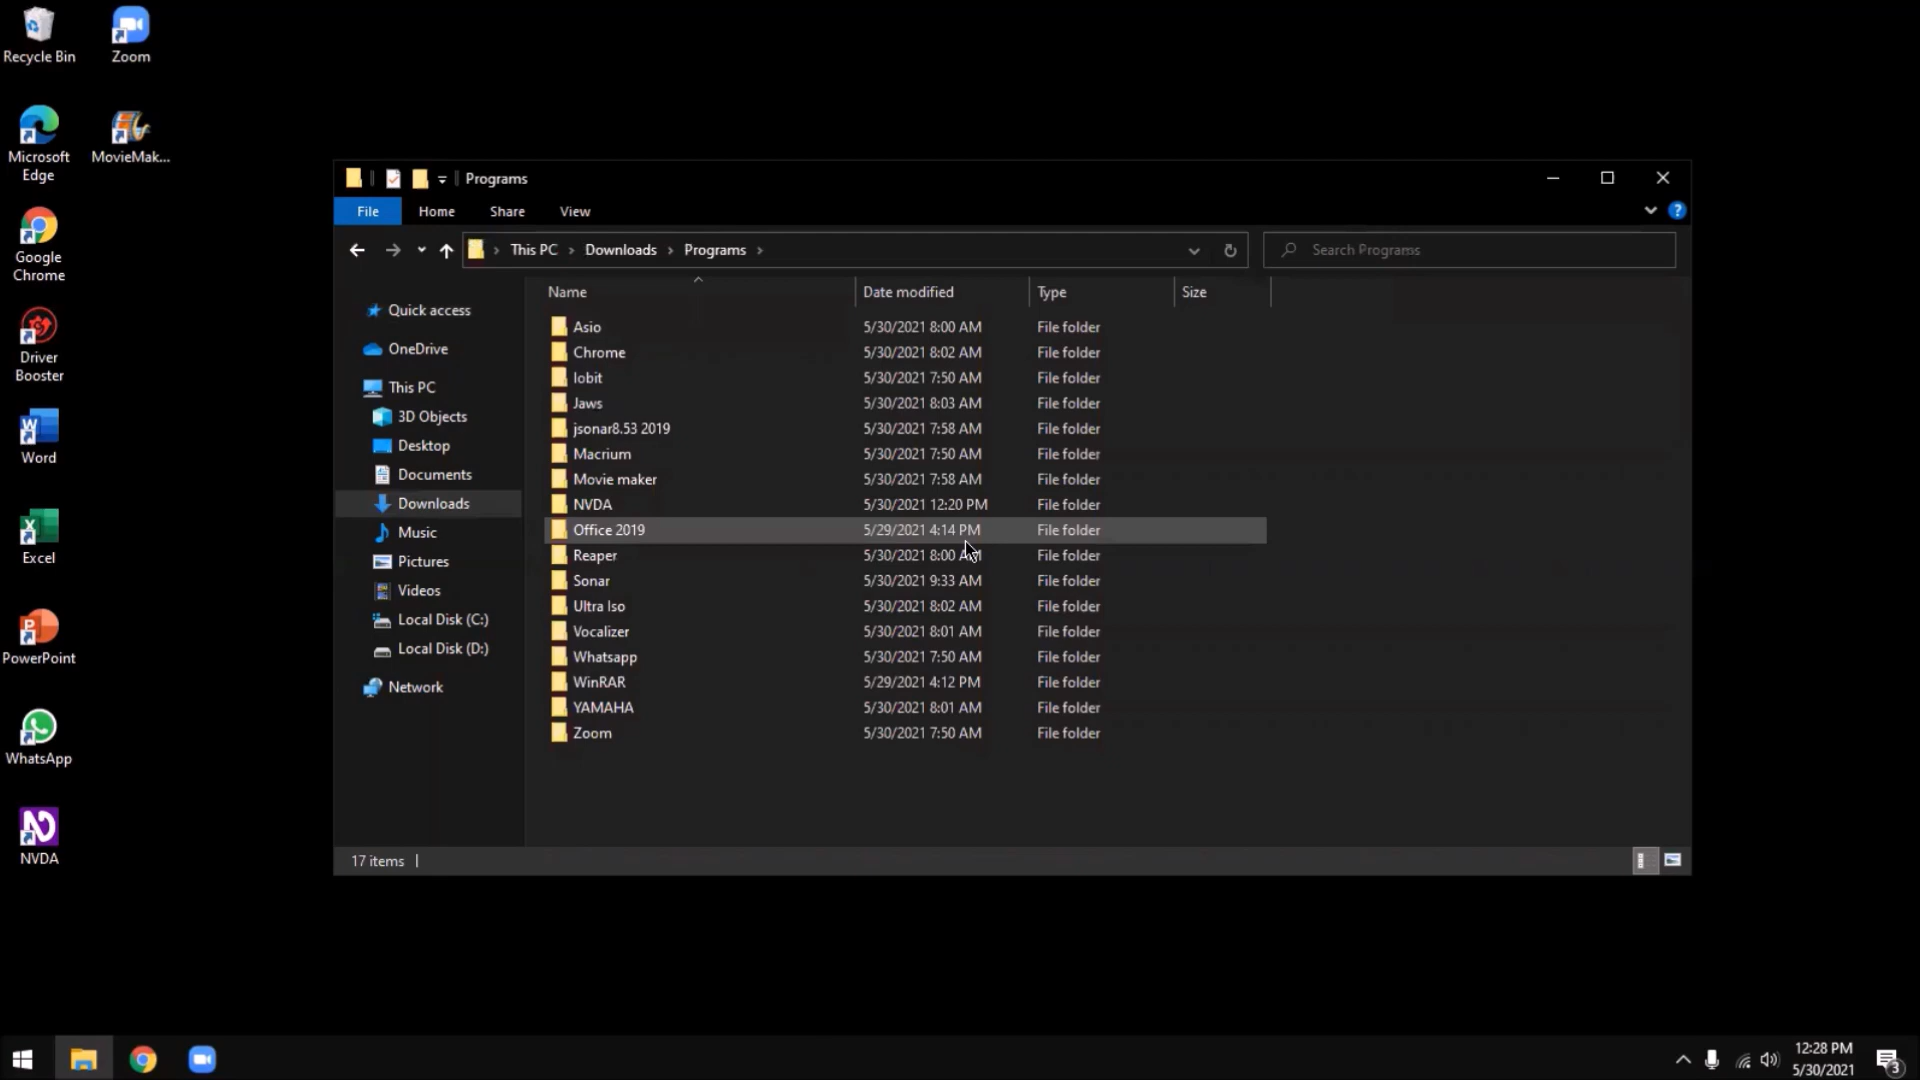 Recycle Bin
Zoom
Microsoft
Edge
MovieMak...
Google
Chrome
Driver
Booster
Word
Excel
PowerPoint
WhatsApp
NVDA
Programs
File Home Share View
This PC > Downloads > Programs >
Search Programs
Quick access
OneDrive
This PC
3D Objects
Desktop
Documents
Downloads
Music
Pictures
Videos
Local Disk (C:)
Local Disk (D:)
Network
Name Date modified Type Size
Asio 5/30/2021 8:00 AM File folder
Chrome 5/30/2021 8:02 AM File folder
Iobit 5/30/2021 7:50 AM File folder
Jaws 5/30/2021 8:03 AM File folder
jsonar8.53 2019 5/30/2021 7:58 AM File folder
Macrium 5/30/2021 7:50 AM File folder
Movie maker 5/30/2021 7:58 AM File folder
NVDA 5/30/2021 12:20 PM File folder
Office 2019 5/29/2021 4:14 PM File folder
Reaper 5/30/2021 8:00 AM File folder
Sonar 5/30/2021 9:33 AM File folder
Ultra Iso 5/30/2021 8:02 AM File folder
Vocalizer 5/30/2021 8:01 AM File folder
Whatsapp 5/30/2021 7:50 AM File folder
WinRAR 5/29/2021 4:12 PM File folder
YAMAHA 5/30/2021 8:01 AM File folder
Zoom 5/30/2021 7:50 AM File folder
17 items
12:28 PM
5/30/2021
3